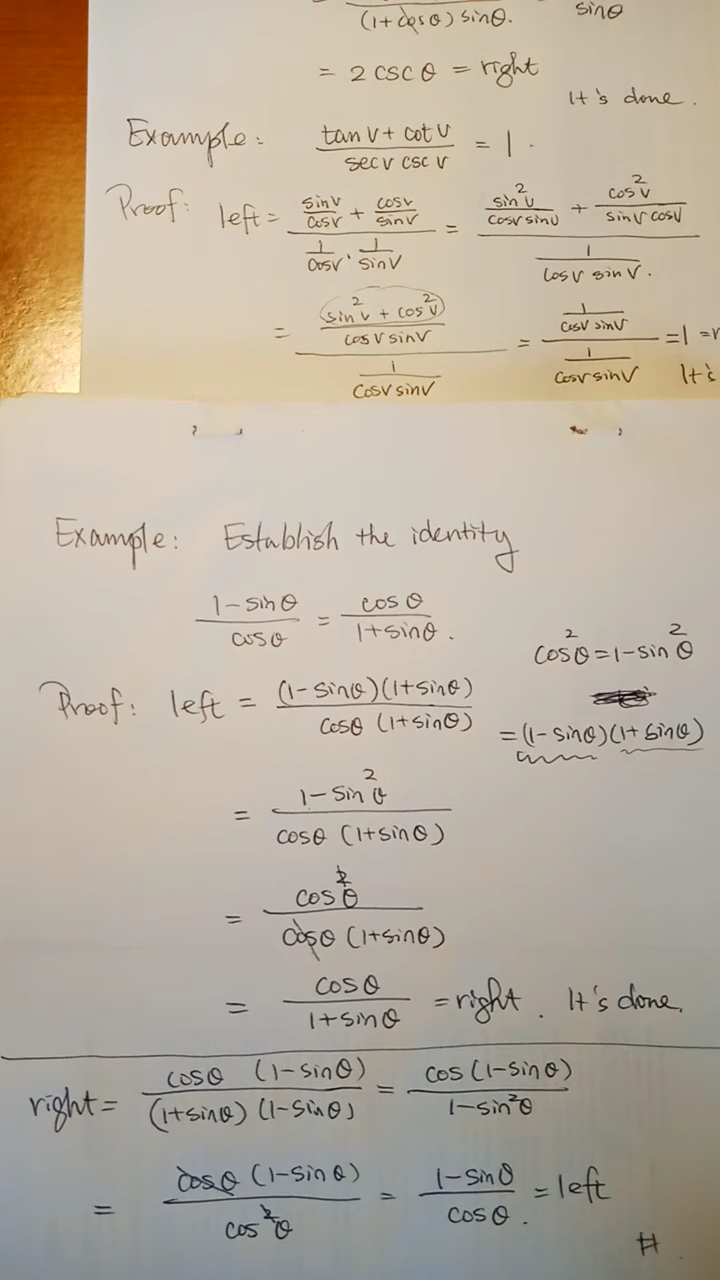 (1+cosθ) sinθ. sinθ
= 2 cscθ = right
It's done.
Example: (tan v + cot v)/(sec v csc v) = 1.
Proof: left = (sin v/cos v + cos v/sin v)/(1/cos v · 1/sin v) = (sin²v/(cos v sin v) + cos²v/(sin v cos v))/(1/(cos v sin v)).
= ((sin²v + cos²v)/(cos v sin v))/(1/(cos v sin v)) = (1/(cos v sin v))/(1/(cos v sin v)) = 1 =
It's
Example: Establish the identity
(1-sinθ)/cosθ = cosθ/(1+sinθ).
cos²θ = 1-sin²θ
= (1-sinθ)(1+sinθ)
Proof: left = (1-sinθ)(1+sinθ)/(cosθ (1+sinθ))
= (1-sin²θ)/(cosθ (1+sinθ))
= cos²θ/(cosθ (1+sinθ))
= cosθ/(1+sinθ) = right. It's done.
right = cosθ (1-sinθ)/((1+sinθ)(1-sinθ)) = cos(1-sinθ)/(1-sin²θ)
= cosθ (1-sinθ)/cos²θ = (1-sinθ)/cosθ. = left
#